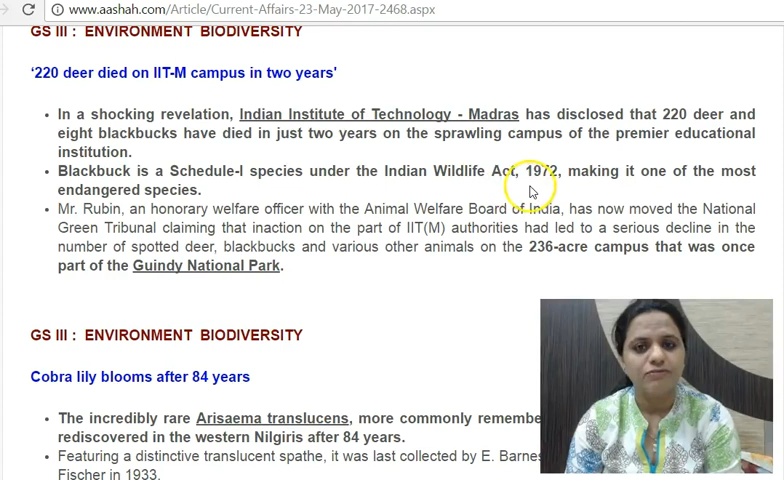 www.aashah.com/Article/Current-Affairs-23-May-2017-2468.aspx
GS III : ENVIRONMENT BIODIVERSITY
‘220 deer died on IIT-M campus in two years'
• In a shocking revelation, Indian Institute of Technology - Madras has disclosed that 220 deer and
eight blackbucks have died in just two years on the sprawling campus of the premier educational
institution.
• Blackbuck is a Schedule-I species under the Indian Wildlife Act, 1972, making it one of the most
endangered species.
• Mr. Rubin, an honorary welfare officer with the Animal Welfare Board of India, has now moved the National
Green Tribunal claiming that inaction on the part of IIT(M) authorities had led to a serious decline in the
number of spotted deer, blackbucks and various other animals on the 236-acre campus that was once
part of the Guindy National Park.
GS III : ENVIRONMENT BIODIVERSITY
Cobra lily blooms after 84 years
• The incredibly rare Arisaema translucens, more commonly remembe
rediscovered in the western Nilgiris after 84 years.
• Featuring a distinctive translucent spathe, it was last collected by E. Barnes
Fischer in 1933.